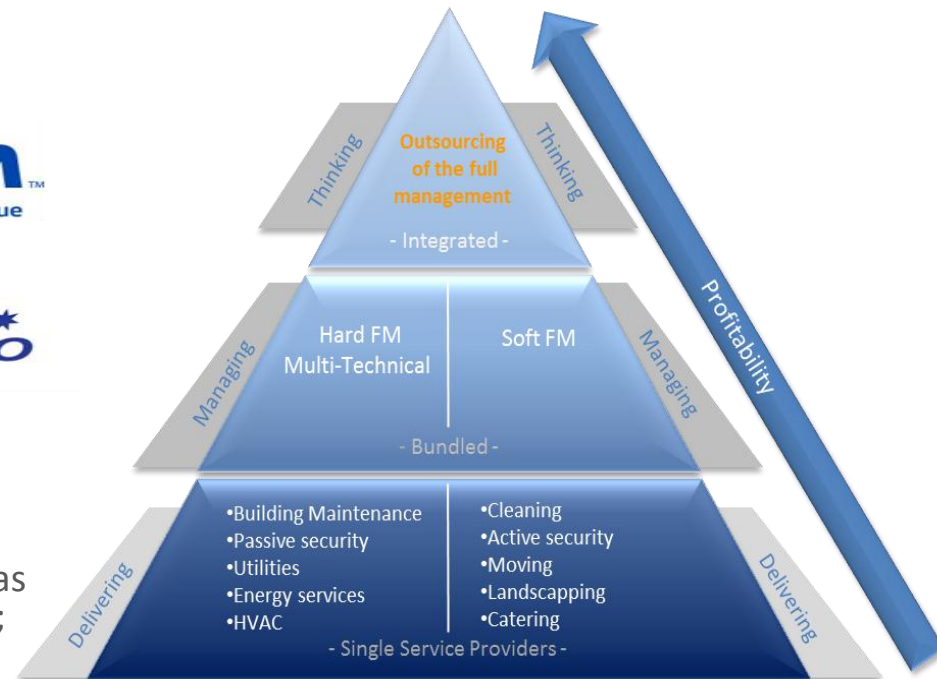 TM
ue
as
;
Outsourcing
of the full
management
- Integrated -
Thinking
Thinking
Hard FM
Multi-Technical
Soft FM
- Bundled -
Managing
Managing
•Building Maintenance
•Passive security
•Utilities
•Energy services
•HVAC
•Cleaning
•Active security
•Moving
•Landscapping
•Catering
- Single Service Providers -
Delivering
Delivering
Profitability